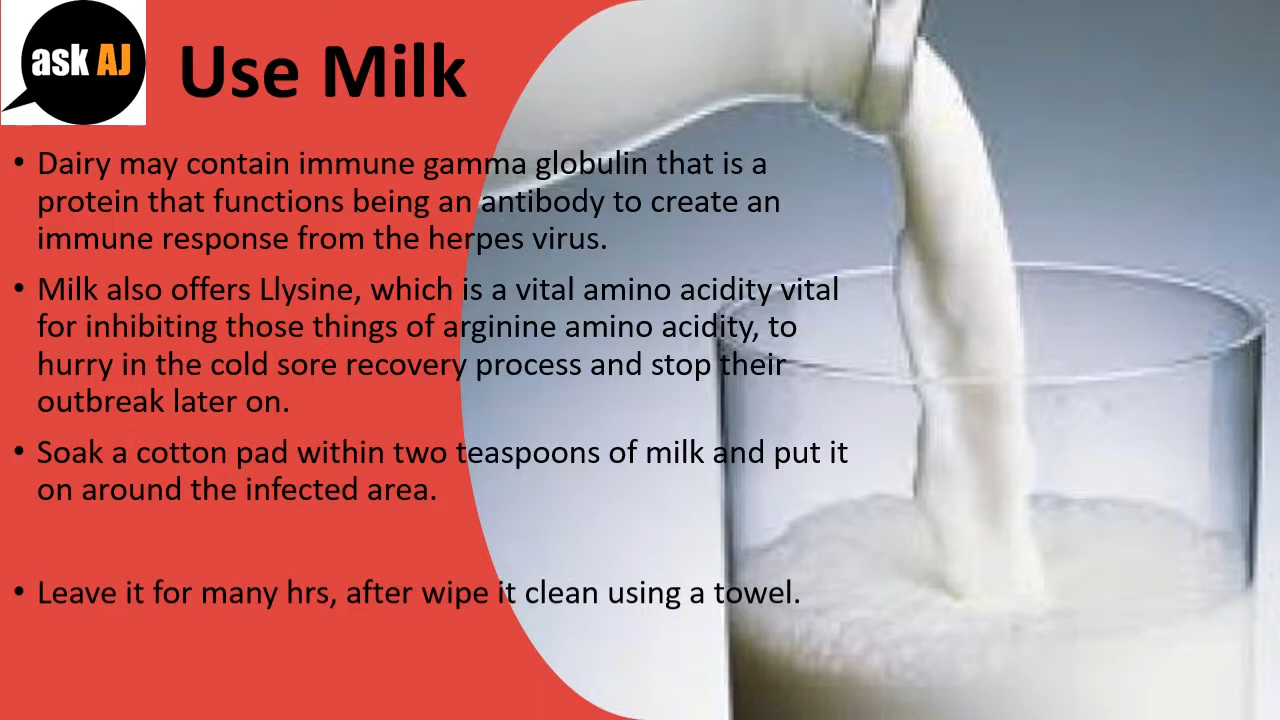 ask AJ
Use Milk
• Dairy may contain immune gamma globulin that is a
protein that functions being an antibody to create an
immune response from the herpes virus.
• Milk also offers Llysine, which is a vital amino acidity vital
for inhibiting those things of arginine amino acidity, to
hurry in the cold sore recovery process and stop their
outbreak later on.
• Soak a cotton pad within two teaspoons of milk and put it
on around the infected area.
• Leave it for many hrs, after wipe it clean using a towel.